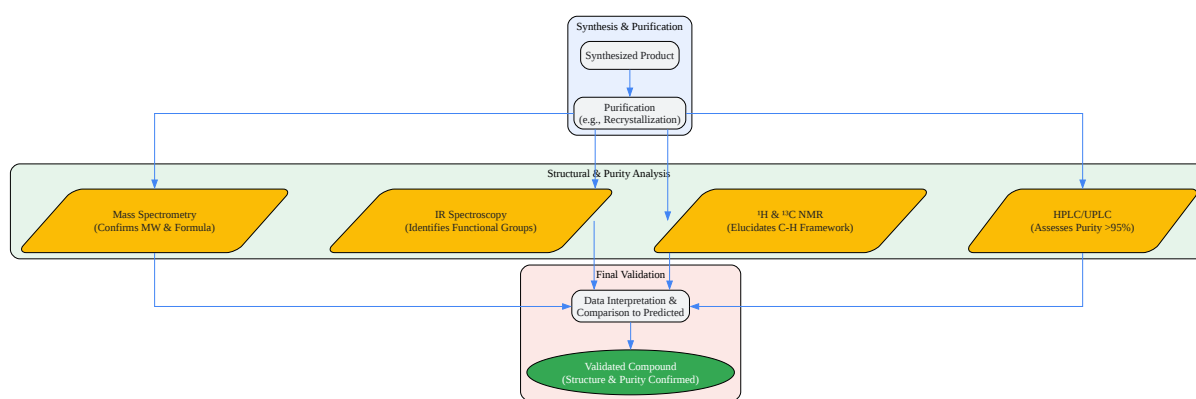 Synthesis & Purification
Synthesized Product
Purification
(e.g., Recrystallization)
Structural & Purity Analysis
Mass Spectrometry
(Confirms MW & Formula)
IR Spectroscopy
(Identifies Functional Groups)
¹H & ¹³C NMR
(Elucidates C-H Framework)
HPLC/UPLC
(Assesses Purity >95%)
Final Validation
Data Interpretation &
Comparison to Predicted
Validated Compound
(Structure & Purity Confirmed)